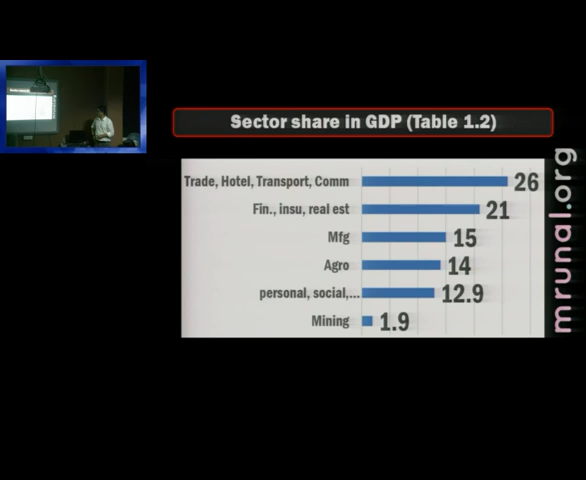 Sector share in GDP (Table 1.2)
Trade, Hotel, Transport, Comm 26
Fin., insu, real est 21
Mfg 15
Agro 14
personal, social,... 12.9
Mining 1.9
mrunal.org